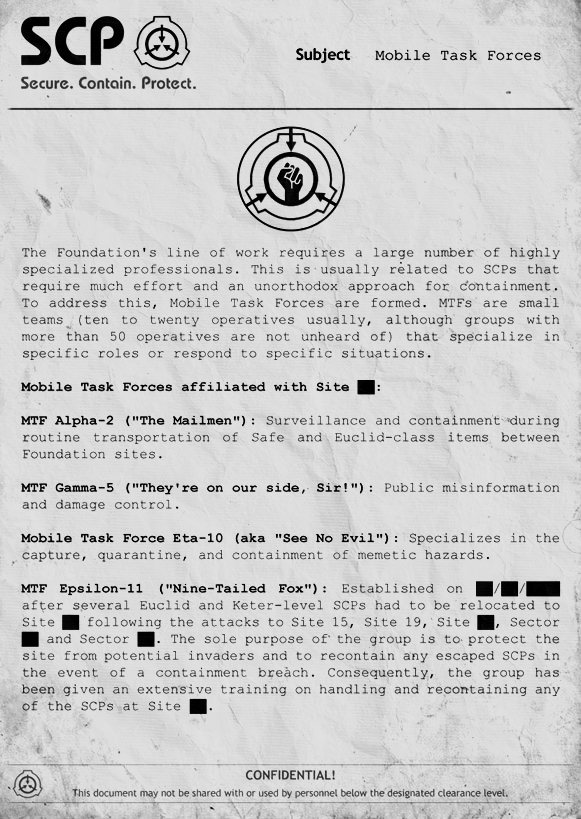 SCP
Secure. Contain. Protect.
Subject Mobile Task Forces
The Foundation's line of work requires a large number of highly
specialized professionals. This is usually related to SCPs that
require much effort and an unorthodox approach for containment.
To address this, Mobile Task Forces are formed. MTFs are small
teams (ten to twenty operatives usually, although groups with
more than 50 operatives are not unheard of) that specialize in
specific roles or respond to specific situations.
Mobile Task Forces affiliated with Site ██:
MTF Alpha-2 ("The Mailmen"): Surveillance and containment during
routine transportation of Safe and Euclid-class items between
Foundation sites.
MTF Gamma-5 ("They're on our side, Sir!"): Public misinformation
and damage control.
Mobile Task Force Eta-10 (aka "See No Evil"): Specializes in the
capture, quarantine, and containment of memetic hazards.
MTF Epsilon-11 ("Nine-Tailed Fox"): Established on ██/██/████
after several Euclid and Keter-level SCPs had to be relocated to
Site ██ following the attacks to Site 15, Site 19, Site ██, Sector
██ and Sector ██. The sole purpose of the group is to protect the
site from potential invaders and to recontain any escaped SCPs in
the event of a containment breach. Consequently, the group has
been given an extensive training on handling and recontaining any
of the SCPs at Site ██.
CONFIDENTIAL!
This document may not be shared with or used by personnel below the designated clearance level.